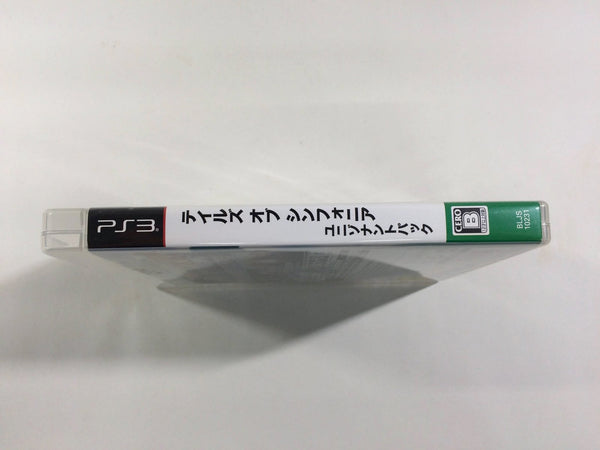 PS3
テイルズ オブ シンフォニア
ユニゾナントパック
CERO
B
BLJS
10231